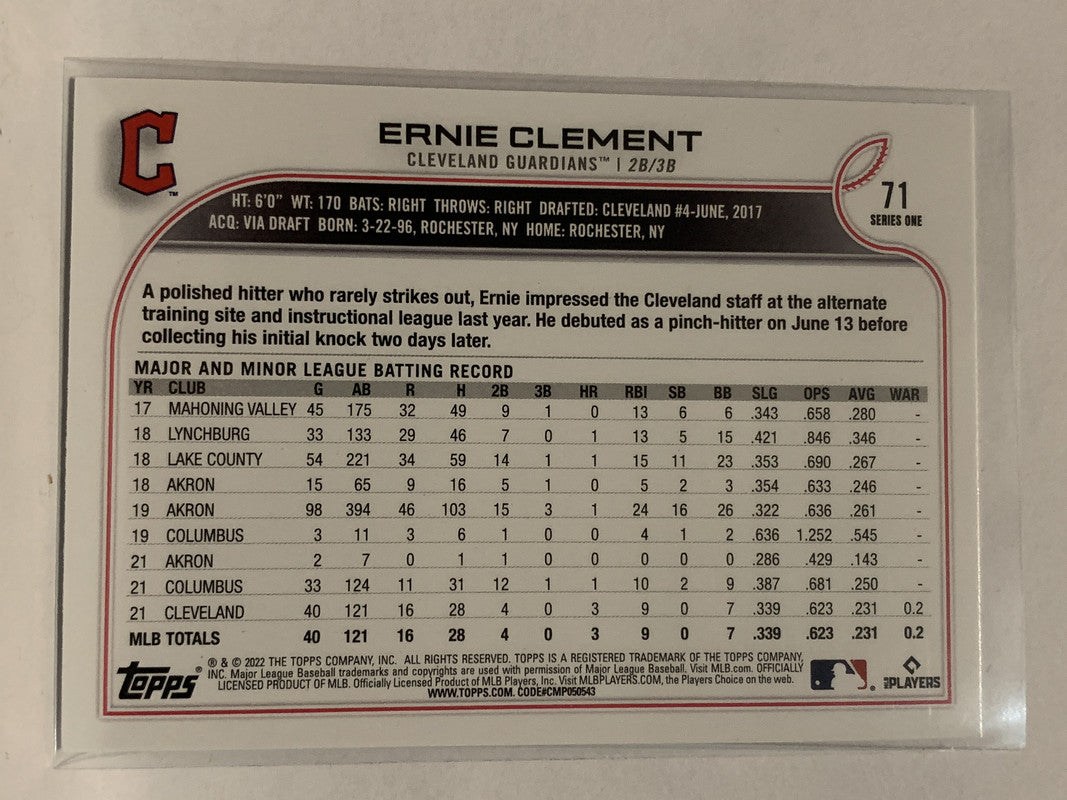 C
™
ERNIE CLEMENT
CLEVELAND GUARDIANS™ | 2B/3B
71
SERIES ONE
HT: 6'0" WT: 170 BATS: RIGHT THROWS: RIGHT DRAFTED: CLEVELAND #4-JUNE, 2017
ACQ: VIA DRAFT BORN: 3-22-96, ROCHESTER, NY HOME: ROCHESTER, NY
A polished hitter who rarely strikes out, Ernie impressed the Cleveland staff at the alternate
training site and instructional league last year. He debuted as a pinch-hitter on June 13 before
collecting his initial knock two days later.
MAJOR AND MINOR LEAGUE BATTING RECORD
YR CLUB G AB R H 2B 3B HR RBI SB BB SLG OPS AVG WAR
17 MAHONING VALLEY 45 175 32 49 9 1 0 13 6 6 .343 .658 .280 -
18 LYNCHBURG 33 133 29 46 7 0 1 13 5 15 .421 .846 .346 -
18 LAKE COUNTY 54 221 34 59 14 1 1 15 11 23 .353 .690 .267 -
18 AKRON 15 65 9 16 5 1 0 5 2 3 .354 .633 .246 -
19 AKRON 98 394 46 103 15 3 1 24 16 26 .322 .636 .261 -
19 COLUMBUS 3 11 3 6 1 0 0 4 1 2 .636 1.252 .545 -
21 AKRON 2 7 0 1 1 0 0 0 0 0 .286 .429 .143 -
21 COLUMBUS 33 124 11 31 12 1 1 10 2 9 .387 .681 .250 -
21 CLEVELAND 40 121 16 28 4 0 3 9 0 7 .339 .623 .231 0.2
MLB TOTALS 40 121 16 28 4 0 3 9 0 7 .339 .623 .231 0.2
Topps®
® & © 2022 THE TOPPS COMPANY, INC. ALL RIGHTS RESERVED. TOPPS IS A REGISTERED TRADEMARK OF THE TOPPS COMPANY,
INC. Major League Baseball trademarks and copyrights are used with permission of Major League Baseball. Visit MLB.com. OFFICIALLY
LICENSED PRODUCT OF MLB. Officially Licensed Product of MLB Players, Inc. Visit MLBPLAYERS.COM, the Players Choice on the web.
WWW.TOPPS.COM. CODE#CMP050543
MLB PLAYERS